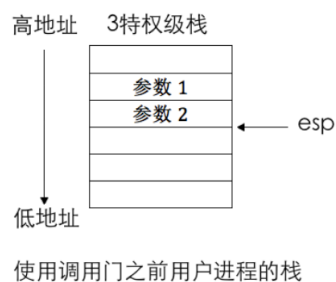 高地址 3特权级栈
参数 1
参数 2
esp
低地址
使用调用门之前用户进程的栈